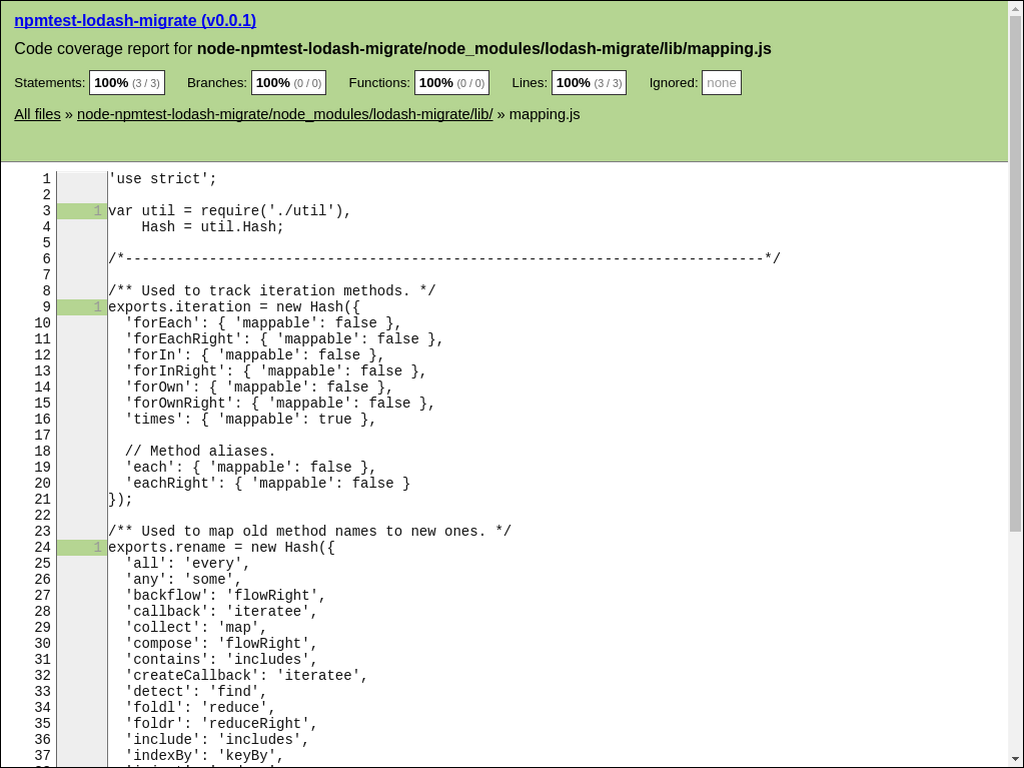 npmtest-lodash-migrate (v0.0.1)
Code coverage report for node-npmtest-lodash-migrate/node_modules/lodash-migrate/lib/mapping.js
Statements: 100% (3 / 3) Branches: 100% (0 / 0) Functions: 100% (0 / 0) Lines: 100% (3 / 3) Ignored: none
All files » node-npmtest-lodash-migrate/node_modules/lodash-migrate/lib/ » mapping.js
1 'use strict';
2
3 1 var util = require('./util'),
4     Hash = util.Hash;
5
6 /*----------------------------------------------------------------------------*/
7
8 /** Used to track iteration methods. */
9 1 exports.iteration = new Hash({
10   'forEach': { 'mappable': false },
11   'forEachRight': { 'mappable': false },
12   'forIn': { 'mappable': false },
13   'forInRight': { 'mappable': false },
14   'forOwn': { 'mappable': false },
15   'forOwnRight': { 'mappable': false },
16   'times': { 'mappable': true },
17
18   // Method aliases.
19   'each': { 'mappable': false },
20   'eachRight': { 'mappable': false }
21 });
22
23 /** Used to map old method names to new ones. */
24 1 exports.rename = new Hash({
25   'all': 'every',
26   'any': 'some',
27   'backflow': 'flowRight',
28   'callback': 'iteratee',
29   'collect': 'map',
30   'compose': 'flowRight',
31   'contains': 'includes',
32   'createCallback': 'iteratee',
33   'detect': 'find',
34   'foldl': 'reduce',
35   'foldr': 'reduceRight',
36   'include': 'includes',
37   'indexBy': 'keyBy',